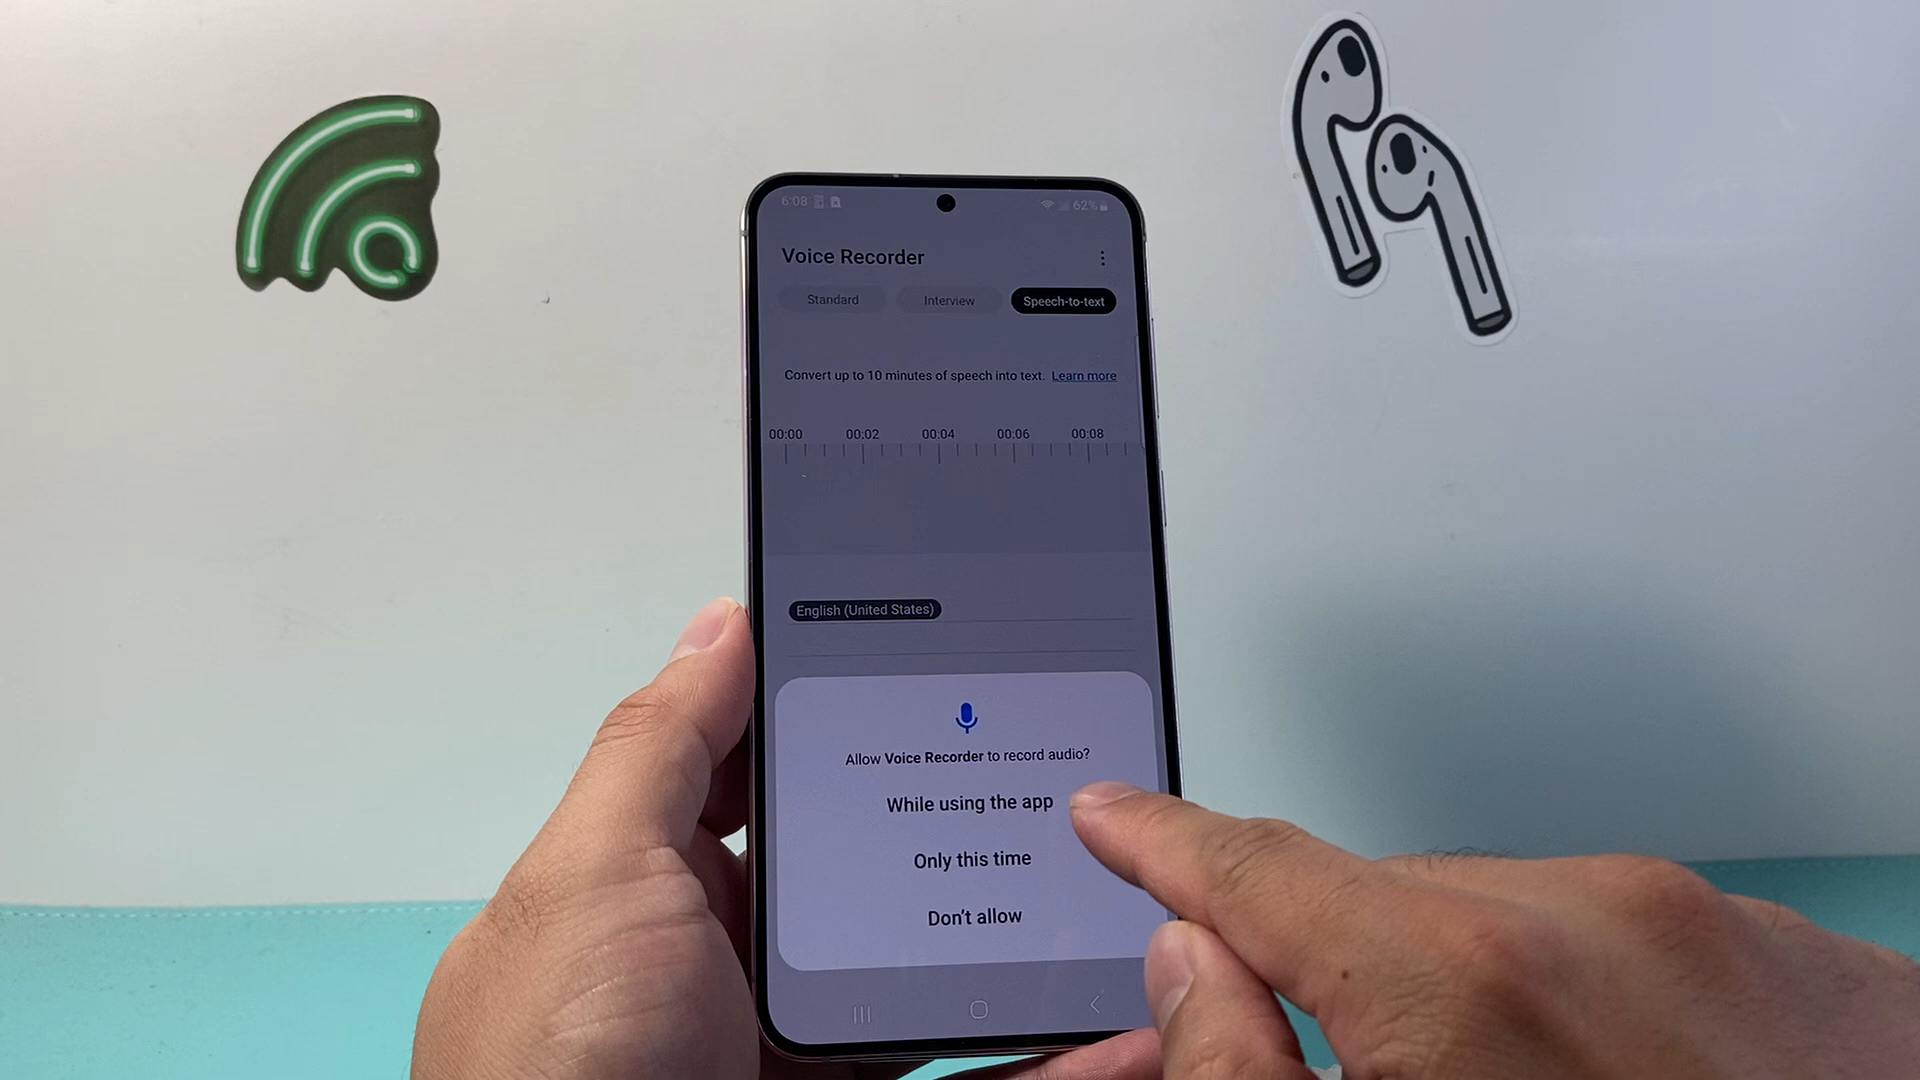 6:08
62%
Voice Recorder
Standard Interview Speech-to-text
Convert up to 10 minutes of speech into text. Learn more
00:00 00:02 00:04 00:06 00:08
English (United States)
Allow Voice Recorder to record audio?
While using the app
Only this time
Don't allow